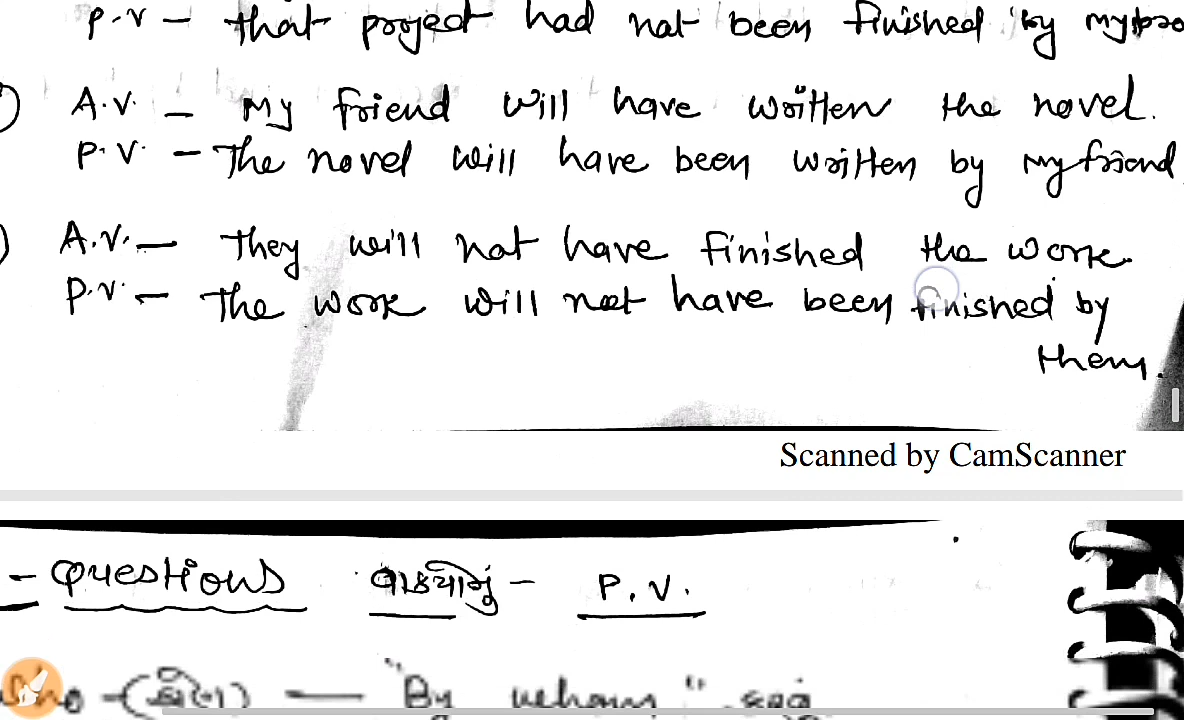 P.V – that project had not been finished by my bro
A.V. – My friend will have written the novel.
P.V. – The novel will have been written by my friend
A.V. – They will not have finished the work.
P.V. – The work will not have been finished by
them.
Scanned by CamScanner
– Questions વાક્યોનું – P.V.
Who – (કોણ) — "By whom"